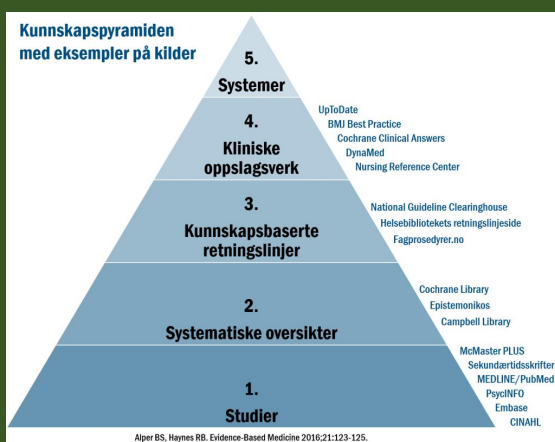 Kunnskapspyramiden
med eksempler på kilder
5.
Systemer
4.
Kliniske
oppslagsverk
UpToDate
BMJ Best Practice
Cochrane Clinical Answers
DynaMed
Nursing Reference Center
3.
Kunnskapsbaserte
retningslinjer
National Guideline Clearinghouse
Helsebibliotekets retningslinjeside
Fagprosedyrer.no
2.
Systematiske oversikter
Cochrane Library
Epistemonikos
Campbell Library
1.
Studier
McMaster PLUS
Sekundærtidsskrifter
MEDLINE/PubMed
PsycINFO
Embase
CINAHL
Alper BS, Haynes RB. Evidence-Based Medicine 2016;21:123-125.